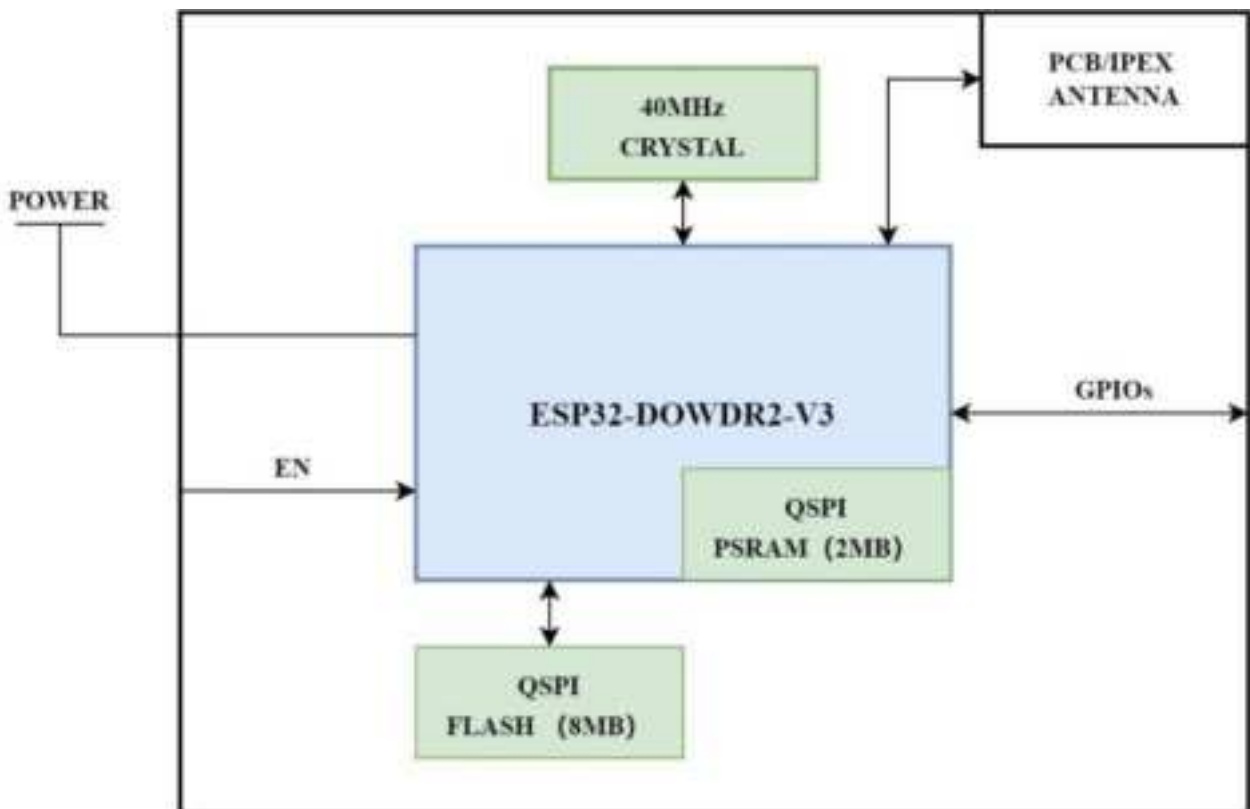 PCB/IPEX
ANTENNA
40MHz
CRYSTAL
POWER
ESP32-DOWDR2-V3
GPIOs
EN
QSPI
PSRAM（2MB）
QSPI
FLASH （8MB）